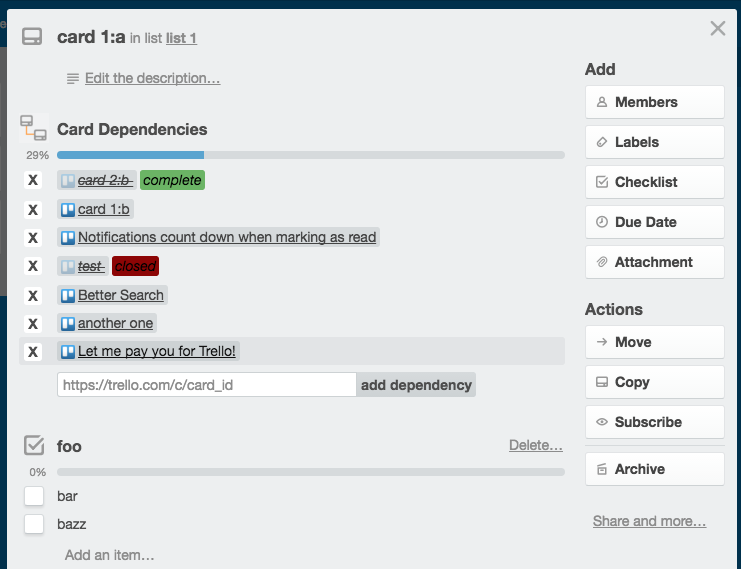 card 1:a in list list 1
Edit the description…
Card Dependencies
29%
X card 2:b complete
X card 1:b
X Notifications count down when marking as read
X test closed
X Better Search
X another one
X Let me pay you for Trello!
https://trello.com/c/card_id add dependency
foo Delete…
0%
bar
bazz
Add an item…
Add
Members
Labels
Checklist
Due Date
Attachment
Actions
Move
Copy
Subscribe
Archive
Share and more…